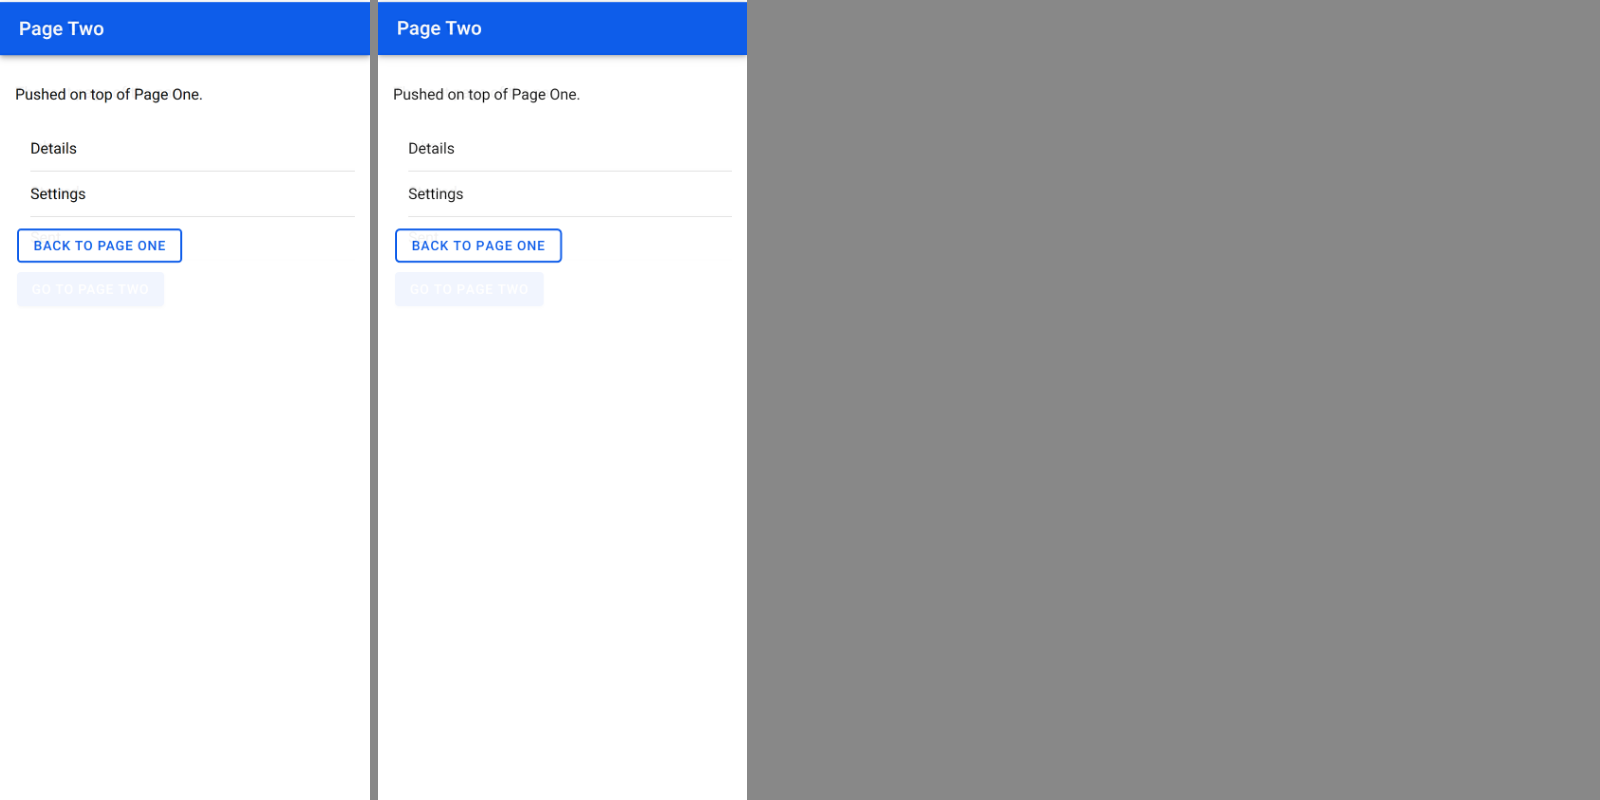 Page Two
Pushed on top of Page One.
Details
Settings
BACK TO PAGE ONE
GO TO PAGE TWO
Page Two
Pushed on top of Page One.
Details
Settings
BACK TO PAGE ONE
GO TO PAGE TWO